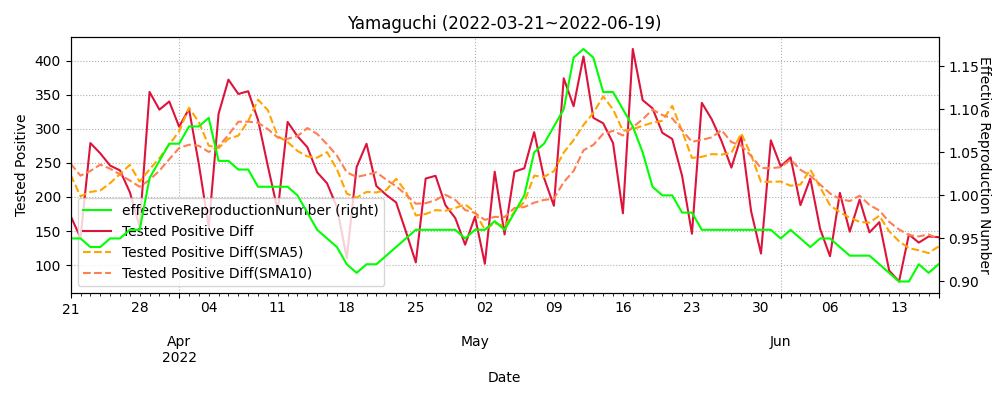 Yamaguchi (2022-03-21~2022-06-19)
Tested Positive
400
350
300
250
200
150
100
1.15
1.10
1.05
1.00
0.95
0.90
Effective Reproduction Number
effectiveReproductionNumber (right)
Tested Positive Diff
Tested Positive Diff(SMA5)
Tested Positive Diff(SMA10)
21 28 04 11 18 25 02 09 16 23 30 06 13
Apr May Jun
2022
Date